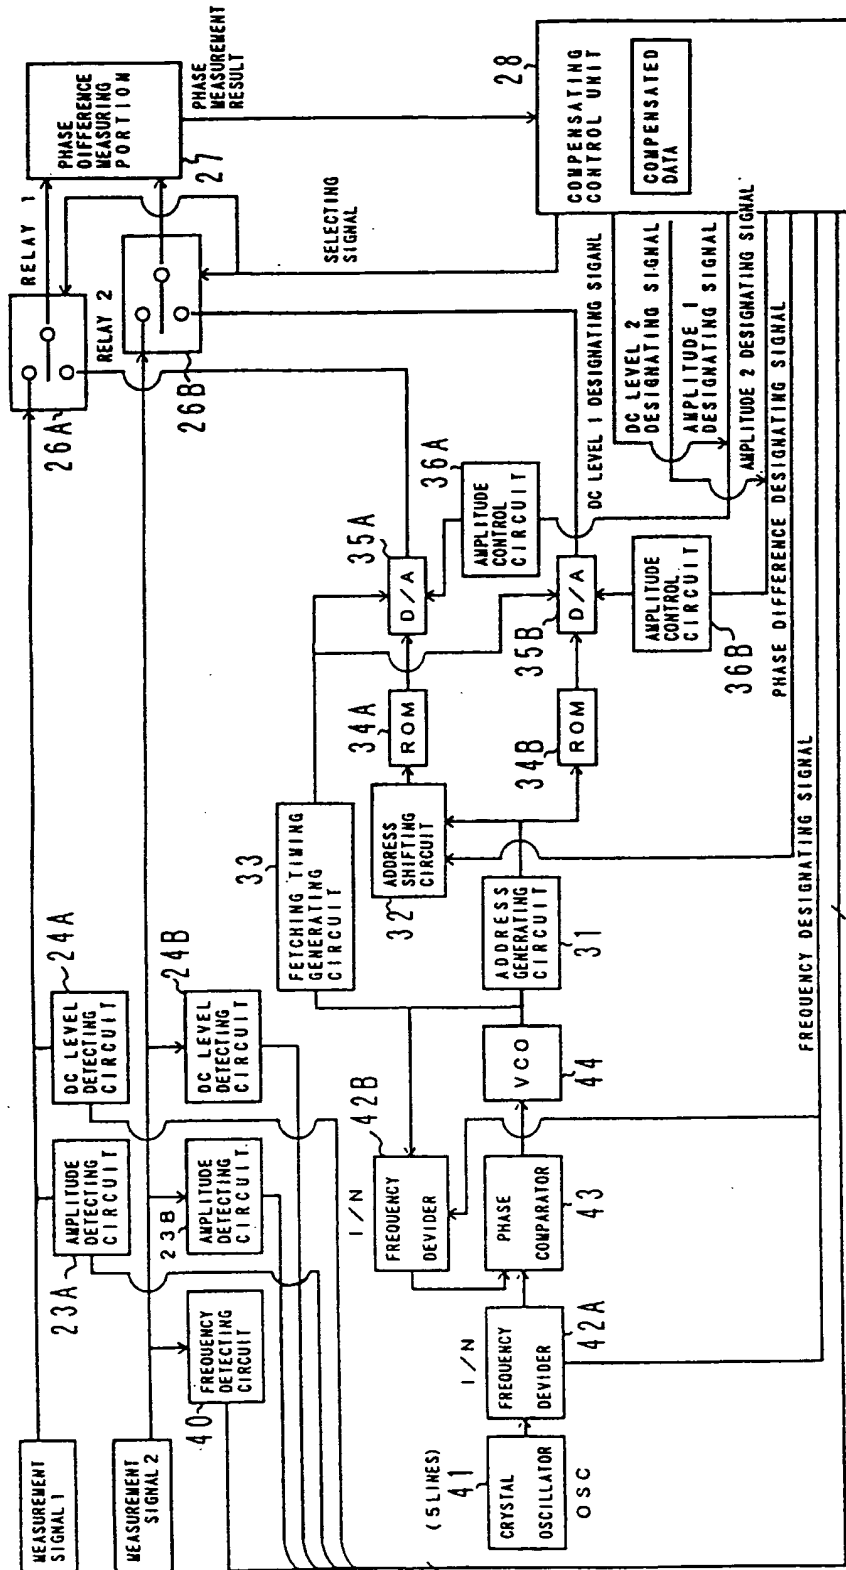 MEASUREMENT
SIGNAL 1
MEASUREMENT
SIGNAL 2
23A
AMPLITUDE
DETECTING
CIRCUIT
24A
DC LEVEL
DETECTING
CIRCUIT
23B
AMPLITUDE
DETECTING
CIRCUIT
24B
DC LEVEL
DETECTING
CIRCUIT
40
FREQUENCY
DETECTING
CIRCUIT
26A
RELAY 1
RELAY 2
26B
PHASE
DIFFERENCE
MEASURING
PORTION
27
PHASE
MEASUREMENT
RESULT
SELECTING
SIGNAL
28
COMPENSATING
CONTROL UNIT
COMPENSATED
DATA
DC LEVEL 1 DESIGNATING SIGANL
DC LEVEL 2
DESIGNATING SIGNAL
AMPLITUDE 1
DESIGNATING SIGNAL
AMPLITUDE 2 DESIGNATING SIGNAL
PHASE DIFFERENCE DESIGNATING SIGNAL
FREQUENCY DESIGNATING SIGNAL
33
FETCHING TIMING
GENERATING
CIRCUIT
32
ADDRESS
SHIFTING
CIRCUIT
34A
ROM
35A
D/A
36A
AMPLITUDE
CONTROL
CIRCUIT
34B
ROM
35B
D/A
36B
AMPLITUDE
CONTROL
CIRCUIT
ADDRESS
GENERATING
CIRCUIT
31
VCO
44
42B
1/N
FREQUENCY
DEVIDER
PHASE
COMPARATOR
43
1/N
FREQUENCY
DEVIDER
42A
(5 LINES)
41
CRYSTAL
OSCILLATOR
OSC